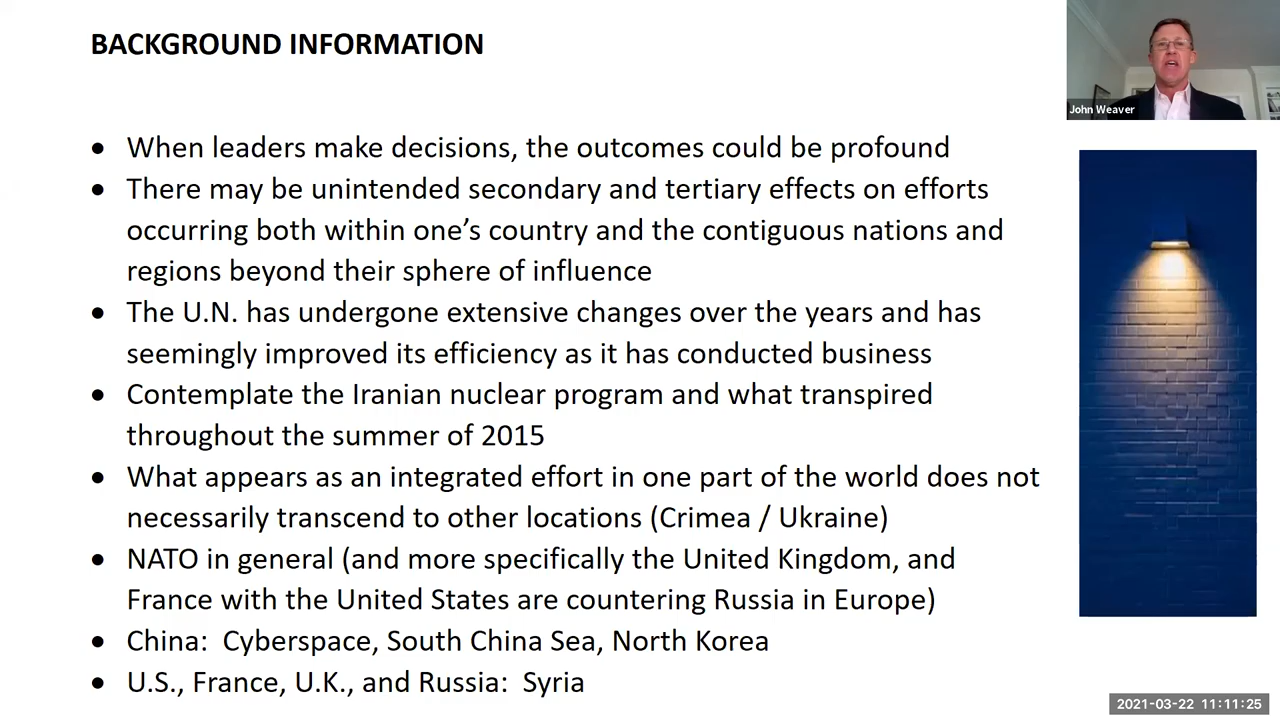 BACKGROUND INFORMATION
John Weaver
● When leaders make decisions, the outcomes could be profound
● There may be unintended secondary and tertiary effects on efforts
occurring both within one’s country and the contiguous nations and
regions beyond their sphere of influence
● The U.N. has undergone extensive changes over the years and has
seemingly improved its efficiency as it has conducted business
● Contemplate the Iranian nuclear program and what transpired
throughout the summer of 2015
● What appears as an integrated effort in one part of the world does not
necessarily transcend to other locations (Crimea / Ukraine)
● NATO in general (and more specifically the United Kingdom, and
France with the United States are countering Russia in Europe)
● China:  Cyberspace, South China Sea, North Korea
● U.S., France, U.K., and Russia:  Syria
2021-03-22 11:11:25